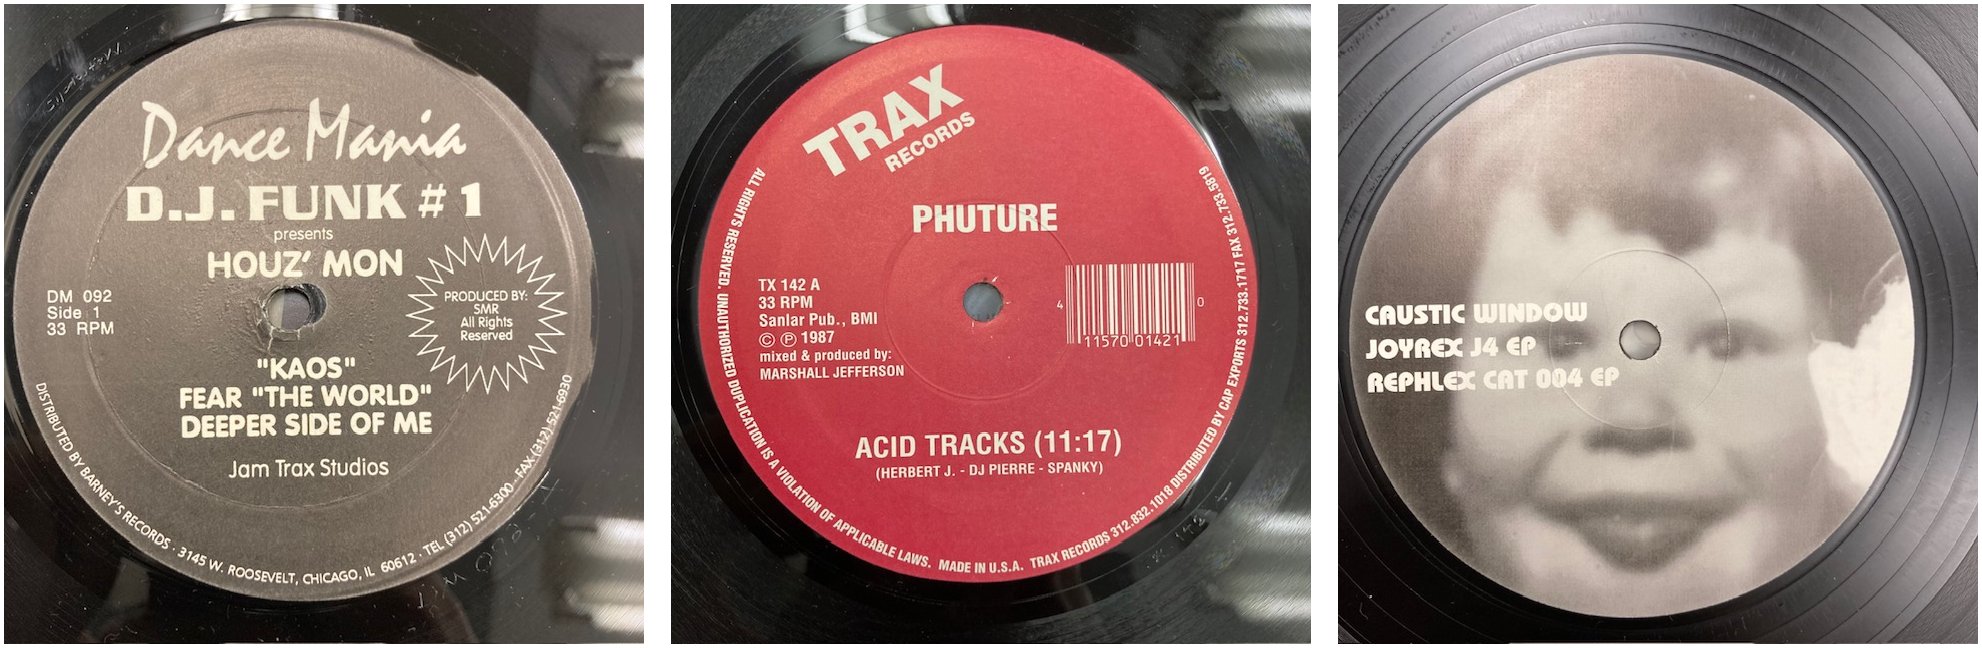 Dance Mania
D.J. FUNK # 1
presents
HOUZ' MON
DM 092
Side 1
33 RPM
PRODUCED BY:
SMR
All Rights
Reserved
"KAOS"
FEAR "THE WORLD"
DEEPER SIDE OF ME
Jam Trax Studios
DISTRIBUTED BY BARNEY'S RECORDS · 3145 W. ROOSEVELT, CHICAGO, IL 60612 · TEL (312) 521-6300 - FAX (312) 521-6930
TRAX
RECORDS
PHUTURE
TX 142 A
33 RPM
Sanlar Pub., BMI
© ℗ 1987
mixed & produced by:
MARSHALL JEFFERSON
4 11570 01421 0
ACID TRACKS (11:17)
(HERBERT J. - DJ PIERRE - SPANKY)
ALL RIGHTS RESERVED. UNAUTHORIZED DUPLICATION IS A VIOLATION OF APPLICABLE LAWS. MADE IN U.S.A. TRAX RECORDS 312.832.1018 DISTRIBUTED BY CAP EXPORTS 312.733.1717 FAX 312.733.5819
CAUSTIC WINDOW
JOYREX J4 EP
REPHLEX CAT 004 EP